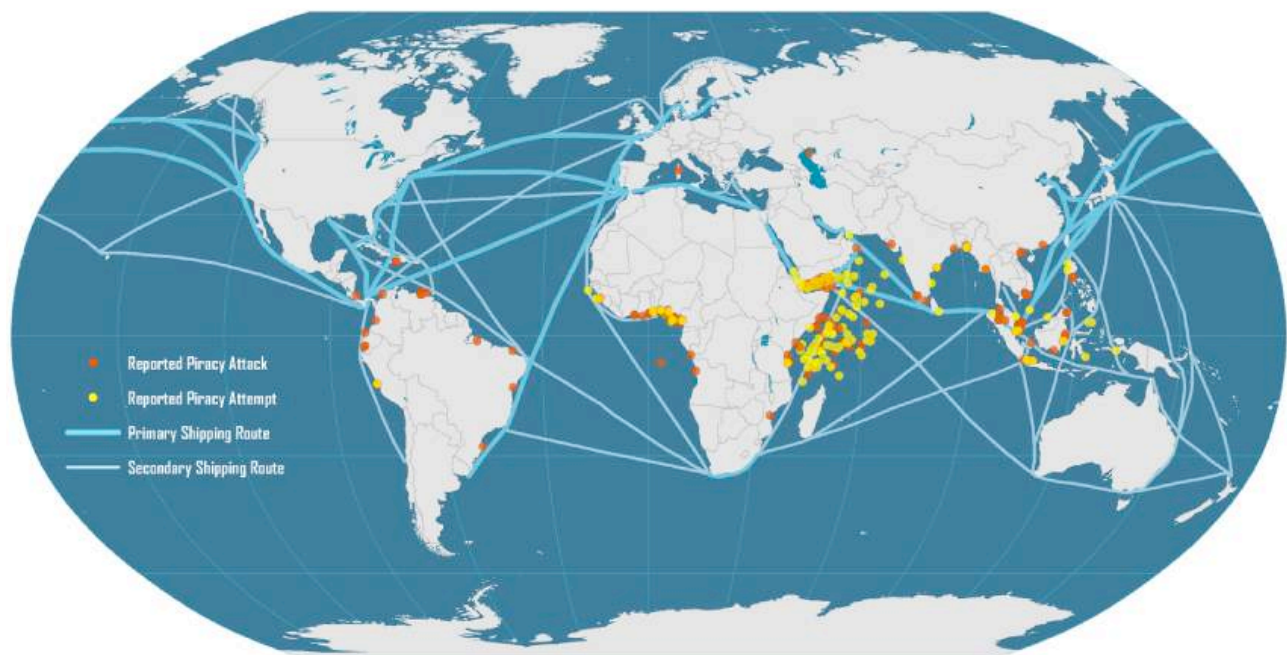 Reported Piracy Attack
Reported Piracy Attempt
Primary Shipping Route
Secondary Shipping Route